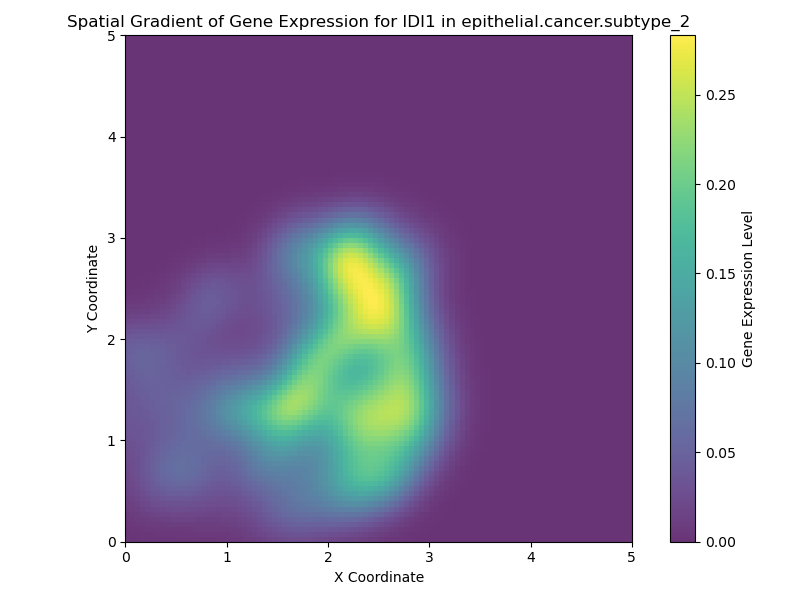 Spatial Gradient of Gene Expression for IDI1 in epithelial.cancer.subtype_2
5
4
3
2
1
0
0 1 2 3 4 5
X Coordinate
Y Coordinate
0.25
0.20
0.15
0.10
0.05
0.00
Gene Expression Level